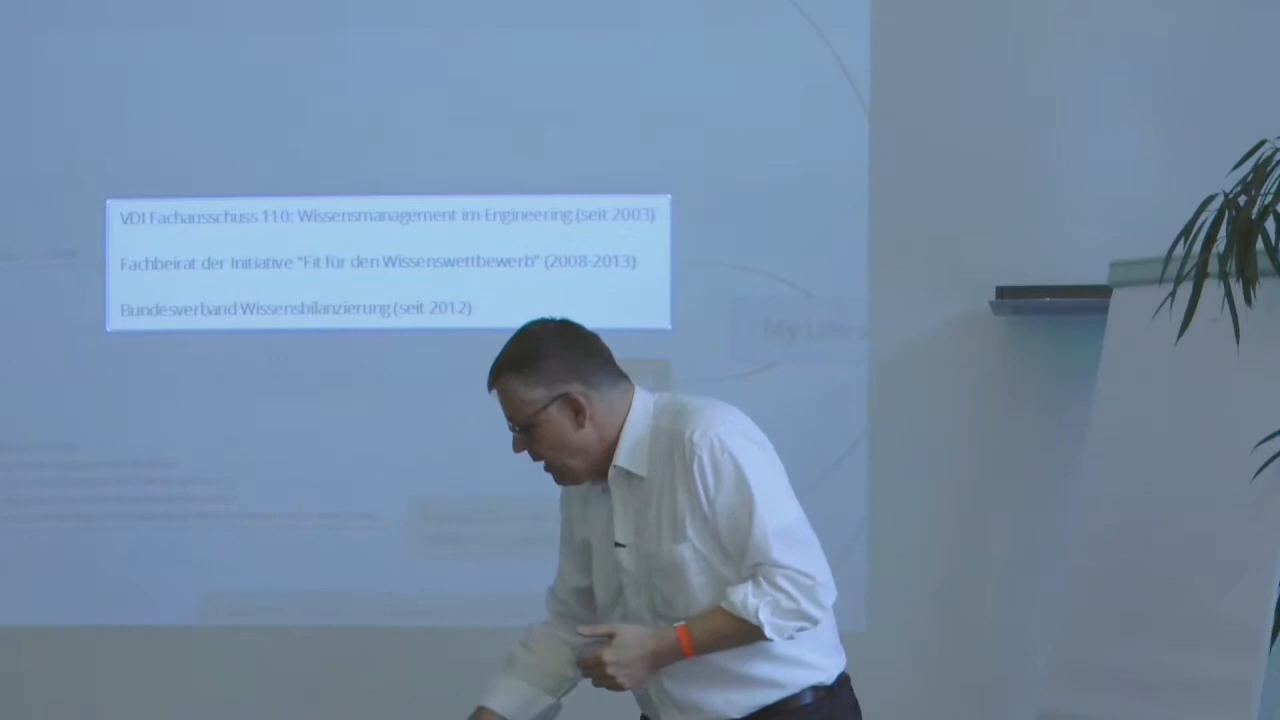 VDI Fachausschuss 110: Wissensmanagement im Engineering (seit 2003)
Fachbeirat der Initiative "Fit für den Wissenswettbewerb" (2008-2013)
Bundesverband Wissensbilanzierung (seit 2012)
My